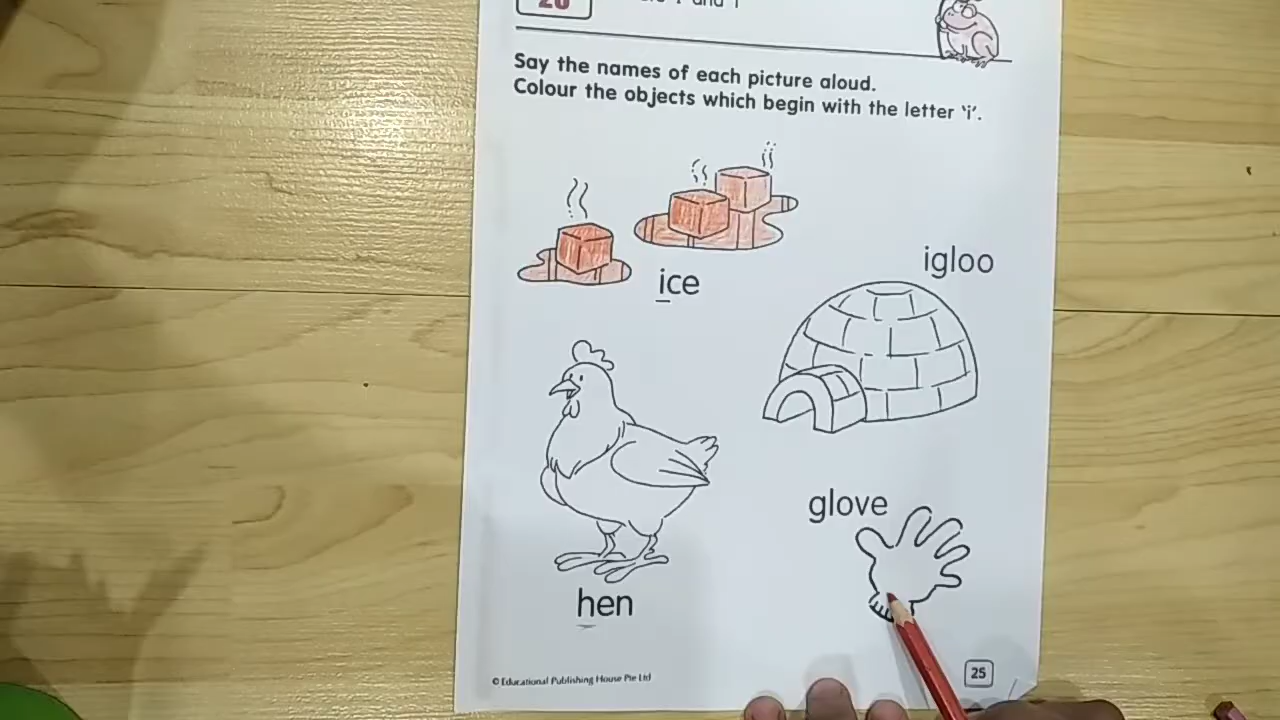 20
Say the names of each picture aloud.
Colour the objects which begin with the letter ‘i’.
ice
igloo
glove
hen
© Educational Publishing House Pte Ltd
25